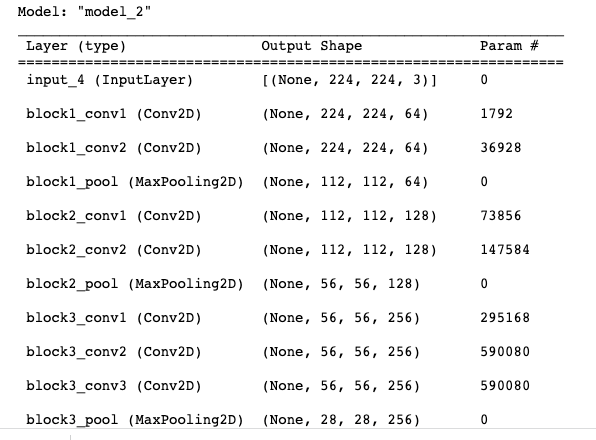 Model: "model_2"
Layer (type) Output Shape Param #
input_4 (InputLayer) [(None, 224, 224, 3)] 0
block1_conv1 (Conv2D) (None, 224, 224, 64) 1792
block1_conv2 (Conv2D) (None, 224, 224, 64) 36928
block1_pool (MaxPooling2D) (None, 112, 112, 64) 0
block2_conv1 (Conv2D) (None, 112, 112, 128) 73856
block2_conv2 (Conv2D) (None, 112, 112, 128) 147584
block2_pool (MaxPooling2D) (None, 56, 56, 128) 0
block3_conv1 (Conv2D) (None, 56, 56, 256) 295168
block3_conv2 (Conv2D) (None, 56, 56, 256) 590080
block3_conv3 (Conv2D) (None, 56, 56, 256) 590080
block3_pool (MaxPooling2D) (None, 28, 28, 256) 0